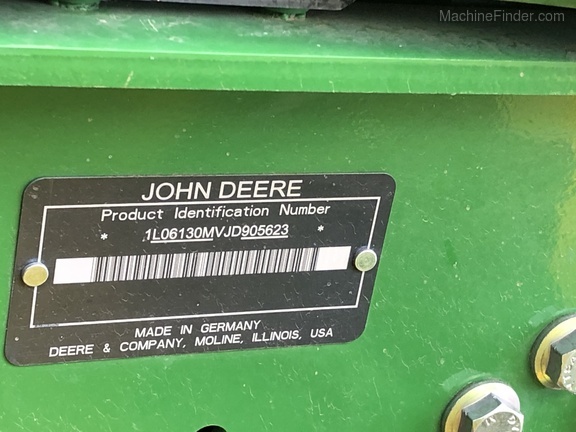 MachineFinder.com
JOHN DEERE
Product Identification Number
* 1L06130MVJD905623 *
MADE IN GERMANY
DEERE & COMPANY, MOLINE, ILLINOIS, USA